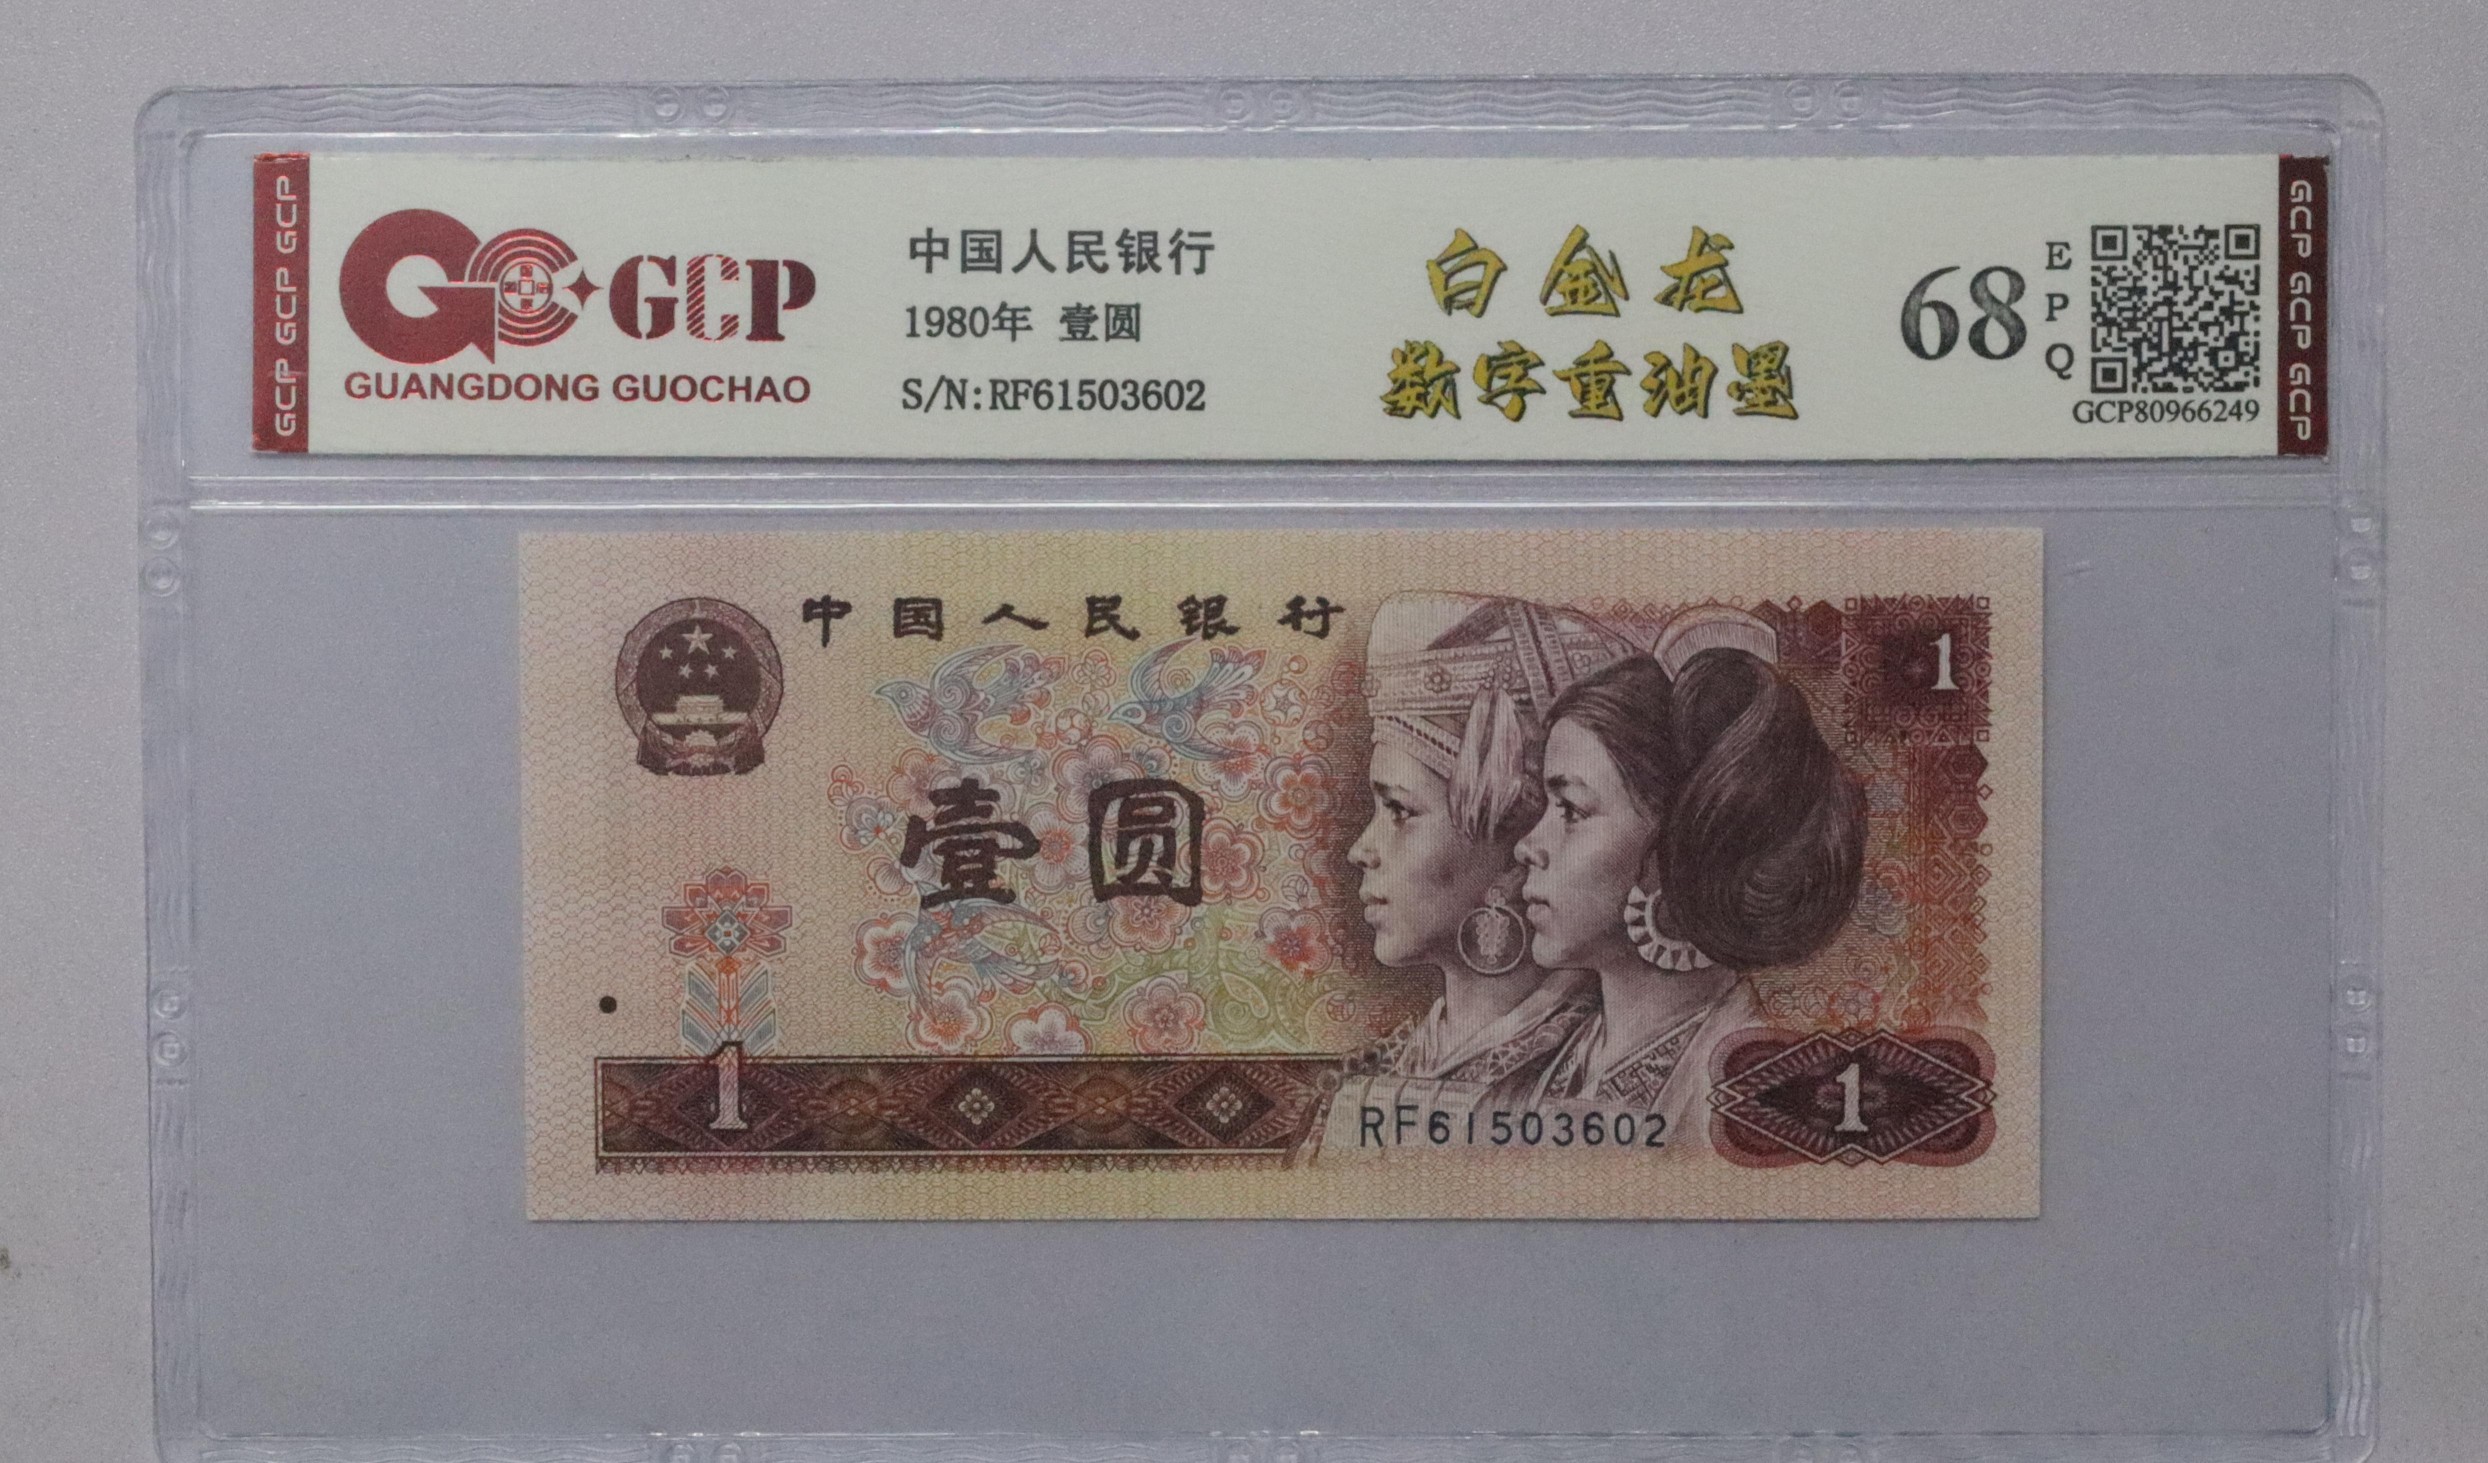 GCP GCP GCP
GCP
GUANGDONG GUOCHAO
中国人民银行
1980年 壹圆
S/N:RF61503602
白金龙
数字重油墨
68
EPQ
GCP80966249
GCP GCP GCP
中国人民银行
1
壹圆
1
RF61503602
1